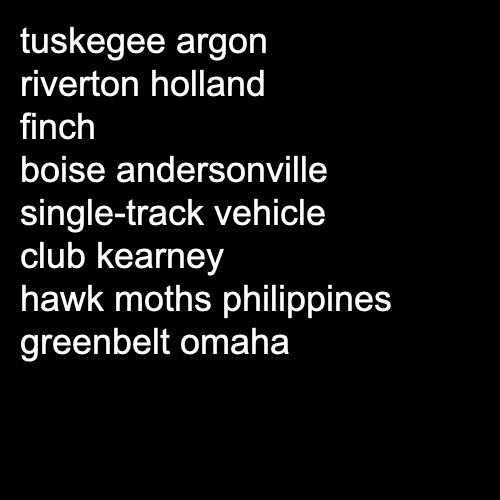 tuskegee argon
riverton holland
finch
boise andersonville
single-track vehicle
club kearney
hawk moths philippines
greenbelt omaha